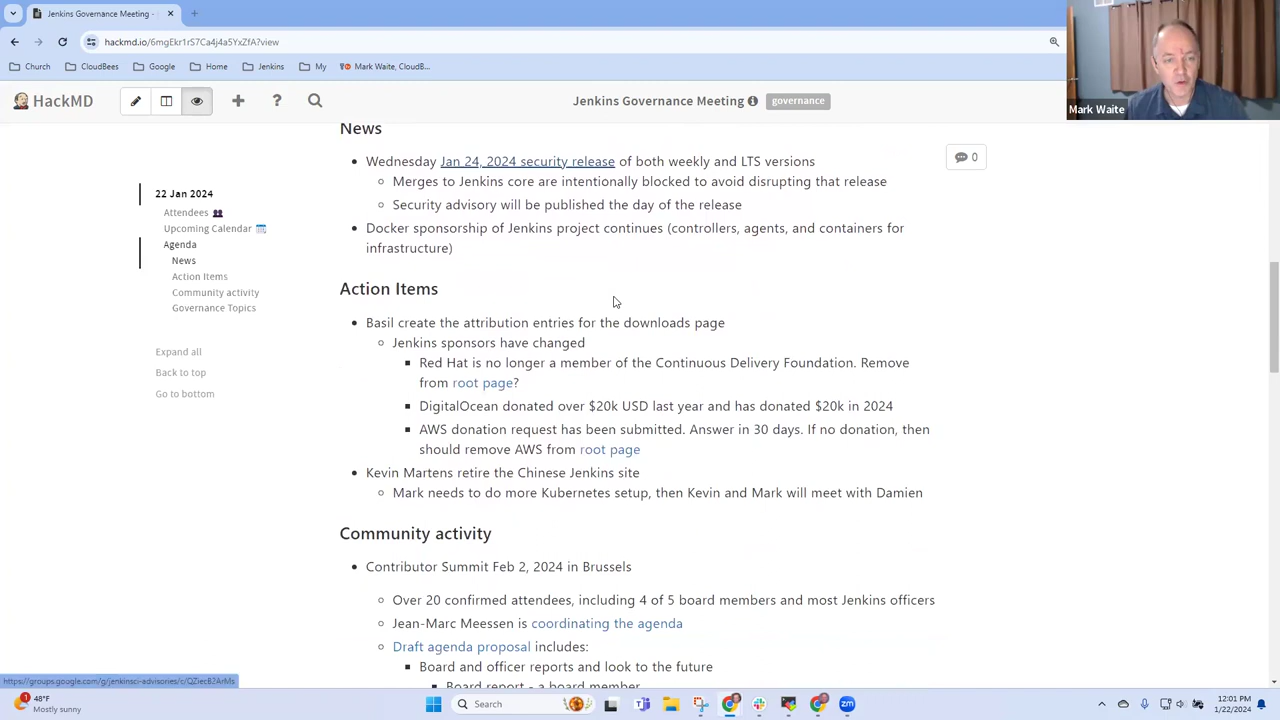 Jenkins Governance Meeting -
hackmd.io/6mgEkr1rS7Ca4j4a5YxZfA?view
Church
CloudBees
Google
Home
Jenkins
My
Mark Waite, CloudB...
Mark Waite
HackMD
Jenkins Governance Meeting
governance
0
22 Jan 2024
Attendees
Upcoming Calendar
Agenda
News
Action Items
Community activity
Governance Topics
Expand all
Back to top
Go to bottom
News
Wednesday Jan 24, 2024 security release of both weekly and LTS versions
Merges to Jenkins core are intentionally blocked to avoid disrupting that release
Security advisory will be published the day of the release
Docker sponsorship of Jenkins project continues (controllers, agents, and containers for
infrastructure)
Action Items
Basil create the attribution entries for the downloads page
Jenkins sponsors have changed
Red Hat is no longer a member of the Continuous Delivery Foundation. Remove
from root page?
DigitalOcean donated over $20k USD last year and has donated $20k in 2024
AWS donation request has been submitted. Answer in 30 days. If no donation, then
should remove AWS from root page
Kevin Martens retire the Chinese Jenkins site
Mark needs to do more Kubernetes setup, then Kevin and Mark will meet with Damien
Community activity
Contributor Summit Feb 2, 2024 in Brussels
Over 20 confirmed attendees, including 4 of 5 board members and most Jenkins officers
Jean-Marc Meessen is coordinating the agenda
Draft agenda proposal includes:
Board and officer reports and look to the future
Board report - a board member
https://groups.google.com/g/jenkinsci-advisories/c/QZiecB2ArMs
48°F
Mostly sunny
Search
12:01 PM
1/22/2024